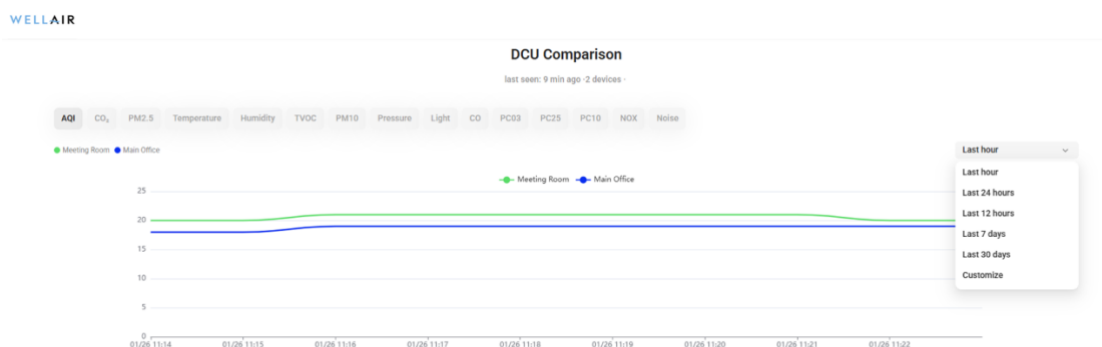 WELLAIR
DCU Comparison
last seen: 9 min ago ·2 devices ·
AQI CO₂ PM2.5 Temperature Humidity TVOC PM10 Pressure Light CO PC03 PC25 PC10 NOX Noise
Meeting Room Main Office
Last hour
Last hour
Last 24 hours
Last 12 hours
Last 7 days
Last 30 days
Customize
Meeting Room Main Office
25
20
15
10
5
0
01/26 11:14 01/26 11:15 01/26 11:16 01/26 11:17 01/26 11:18 01/26 11:19 01/26 11:20 01/26 11:21 01/26 11:22